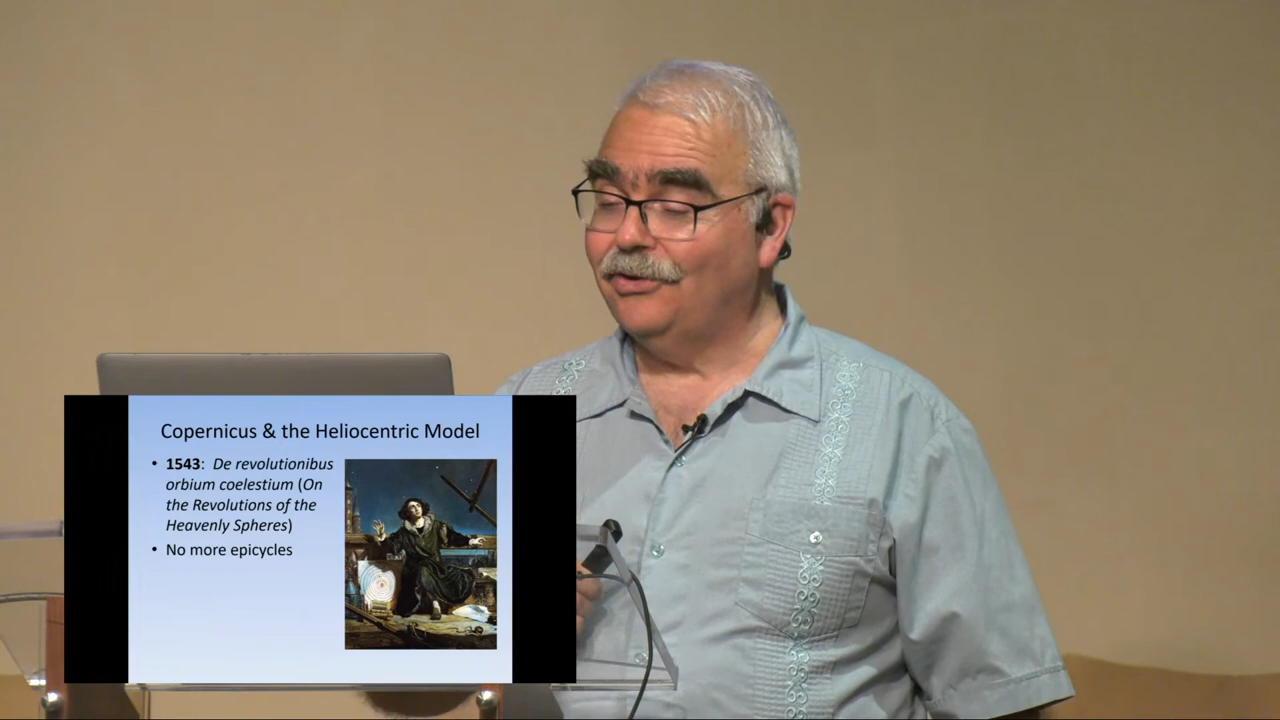 Copernicus & the Heliocentric Model
• 1543: De revolutionibus
orbium coelestium (On
the Revolutions of the
Heavenly Spheres)
• No more epicycles